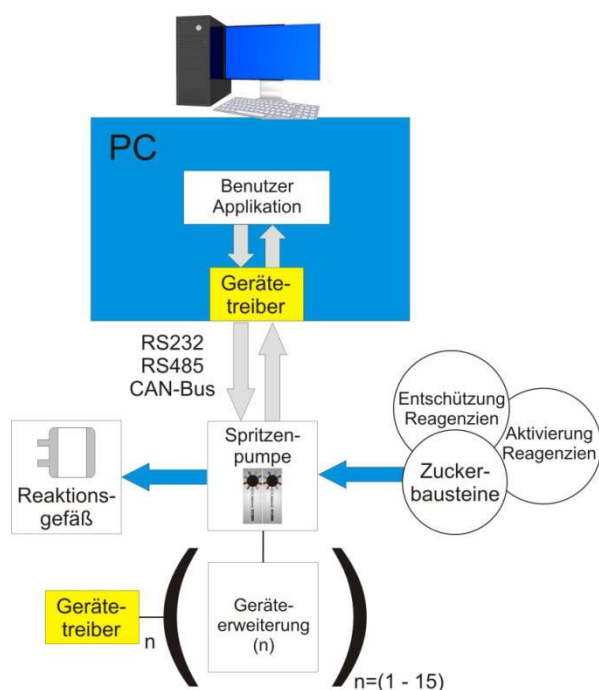 PC
Benutzer
Applikation
Geräte-
treiber
RS232
RS485
CAN-Bus
Spritzen-
pumpe
Entschützung
Reagenzien
Aktivierung
Reagenzien
Zucker-
bausteine
Reaktions-
gefäß
Geräte-
treiber
n
Geräte-
erweiterung
(n)
n=(1 - 15)